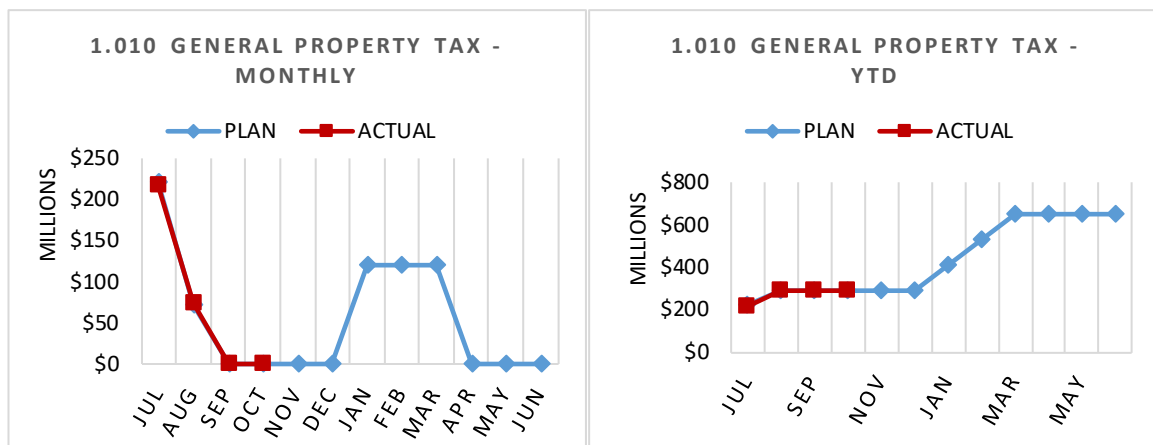 1.010 GENERAL PROPERTY TAX -
MONTHLY
PLAN ACTUAL
MILLIONS
$250
$200
$150
$100
$50
$0
JUL AUG SEP OCT NOV DEC JAN FEB MAR APR MAY JUN
1.010 GENERAL PROPERTY TAX -
YTD
PLAN ACTUAL
MILLIONS
$800
$600
$400
$200
$0
JUL SEP NOV JAN MAR MAY